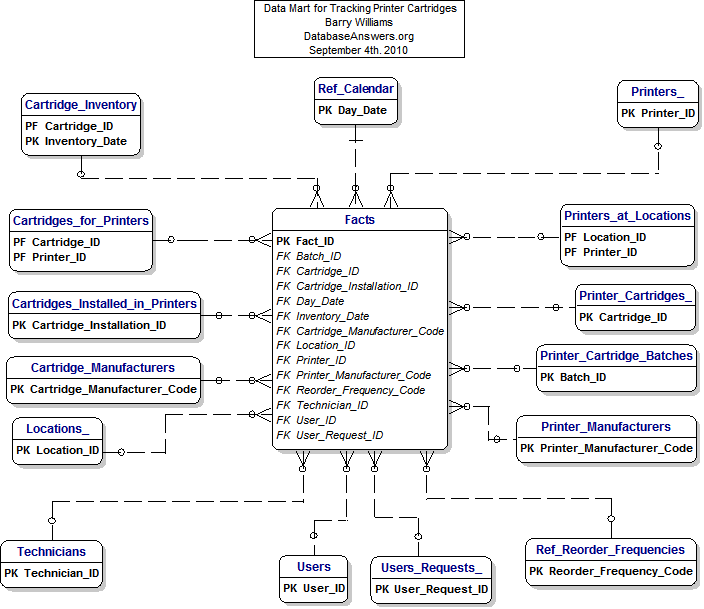 Data Mart for Tracking Printer Cartridges
Barry Williams
DatabaseAnswers.org
September 4th. 2010
Cartridge_Inventory
PF Cartridge_ID
PK Inventory_Date
Ref_Calendar
PK Day_Date
Printers_
PK Printer_ID
Cartridges_for_Printers
PF Cartridge_ID
PF Printer_ID
Cartridges_Installed_in_Printers
PK Cartridge_Installation_ID
Cartridge_Manufacturers
PK Cartridge_Manufacturer_Code
Locations_
PK Location_ID
Facts
PK Fact_ID
FK Batch_ID
FK Cartridge_ID
FK Cartridge_Installation_ID
FK Day_Date
FK Inventory_Date
FK Cartridge_Manufacturer_Code
FK Location_ID
FK Printer_ID
FK Printer_Manufacturer_Code
FK Reorder_Frequency_Code
FK Technician_ID
FK User_ID
FK User_Request_ID
Printers_at_Locations
PF Location_ID
PF Printer_ID
Printer_Cartridges_
PK Cartridge_ID
Printer_Cartridge_Batches
PK Batch_ID
Printer_Manufacturers
PK Printer_Manufacturer_Code
Technicians
PK Technician_ID
Users
PK User_ID
Users_Requests_
PK User_Request_ID
Ref_Reorder_Frequencies
PK Reorder_Frequency_Code